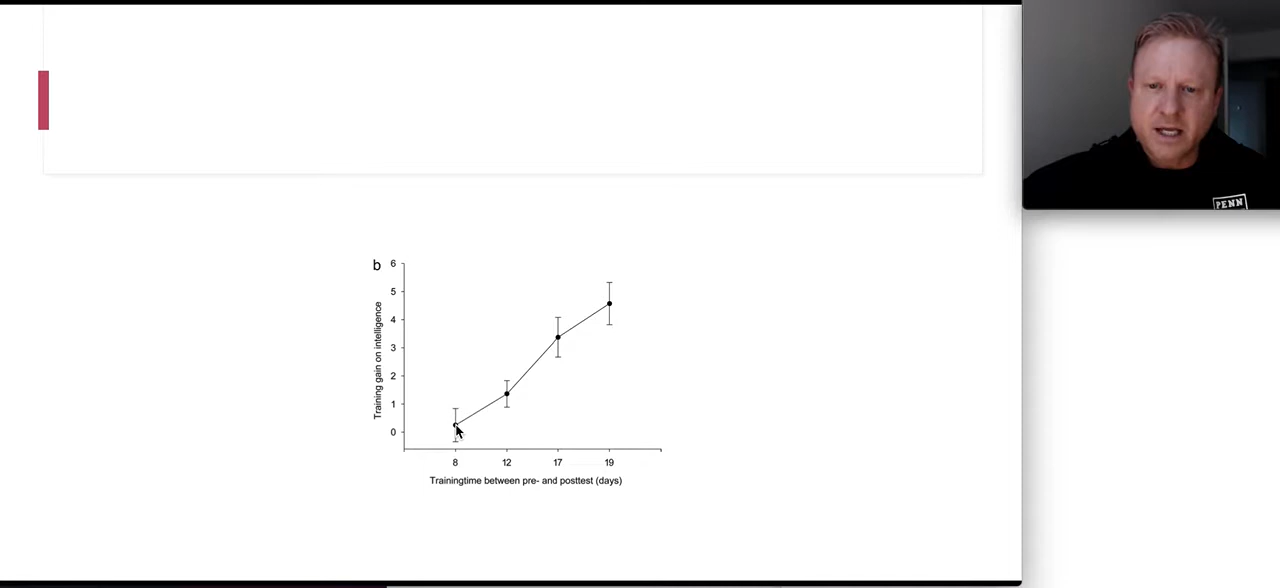 PENN
b
6
5
4
3
2
1
0
Training gain on intelligence
8 12 17 19
Trainingtime between pre- and posttest (days)